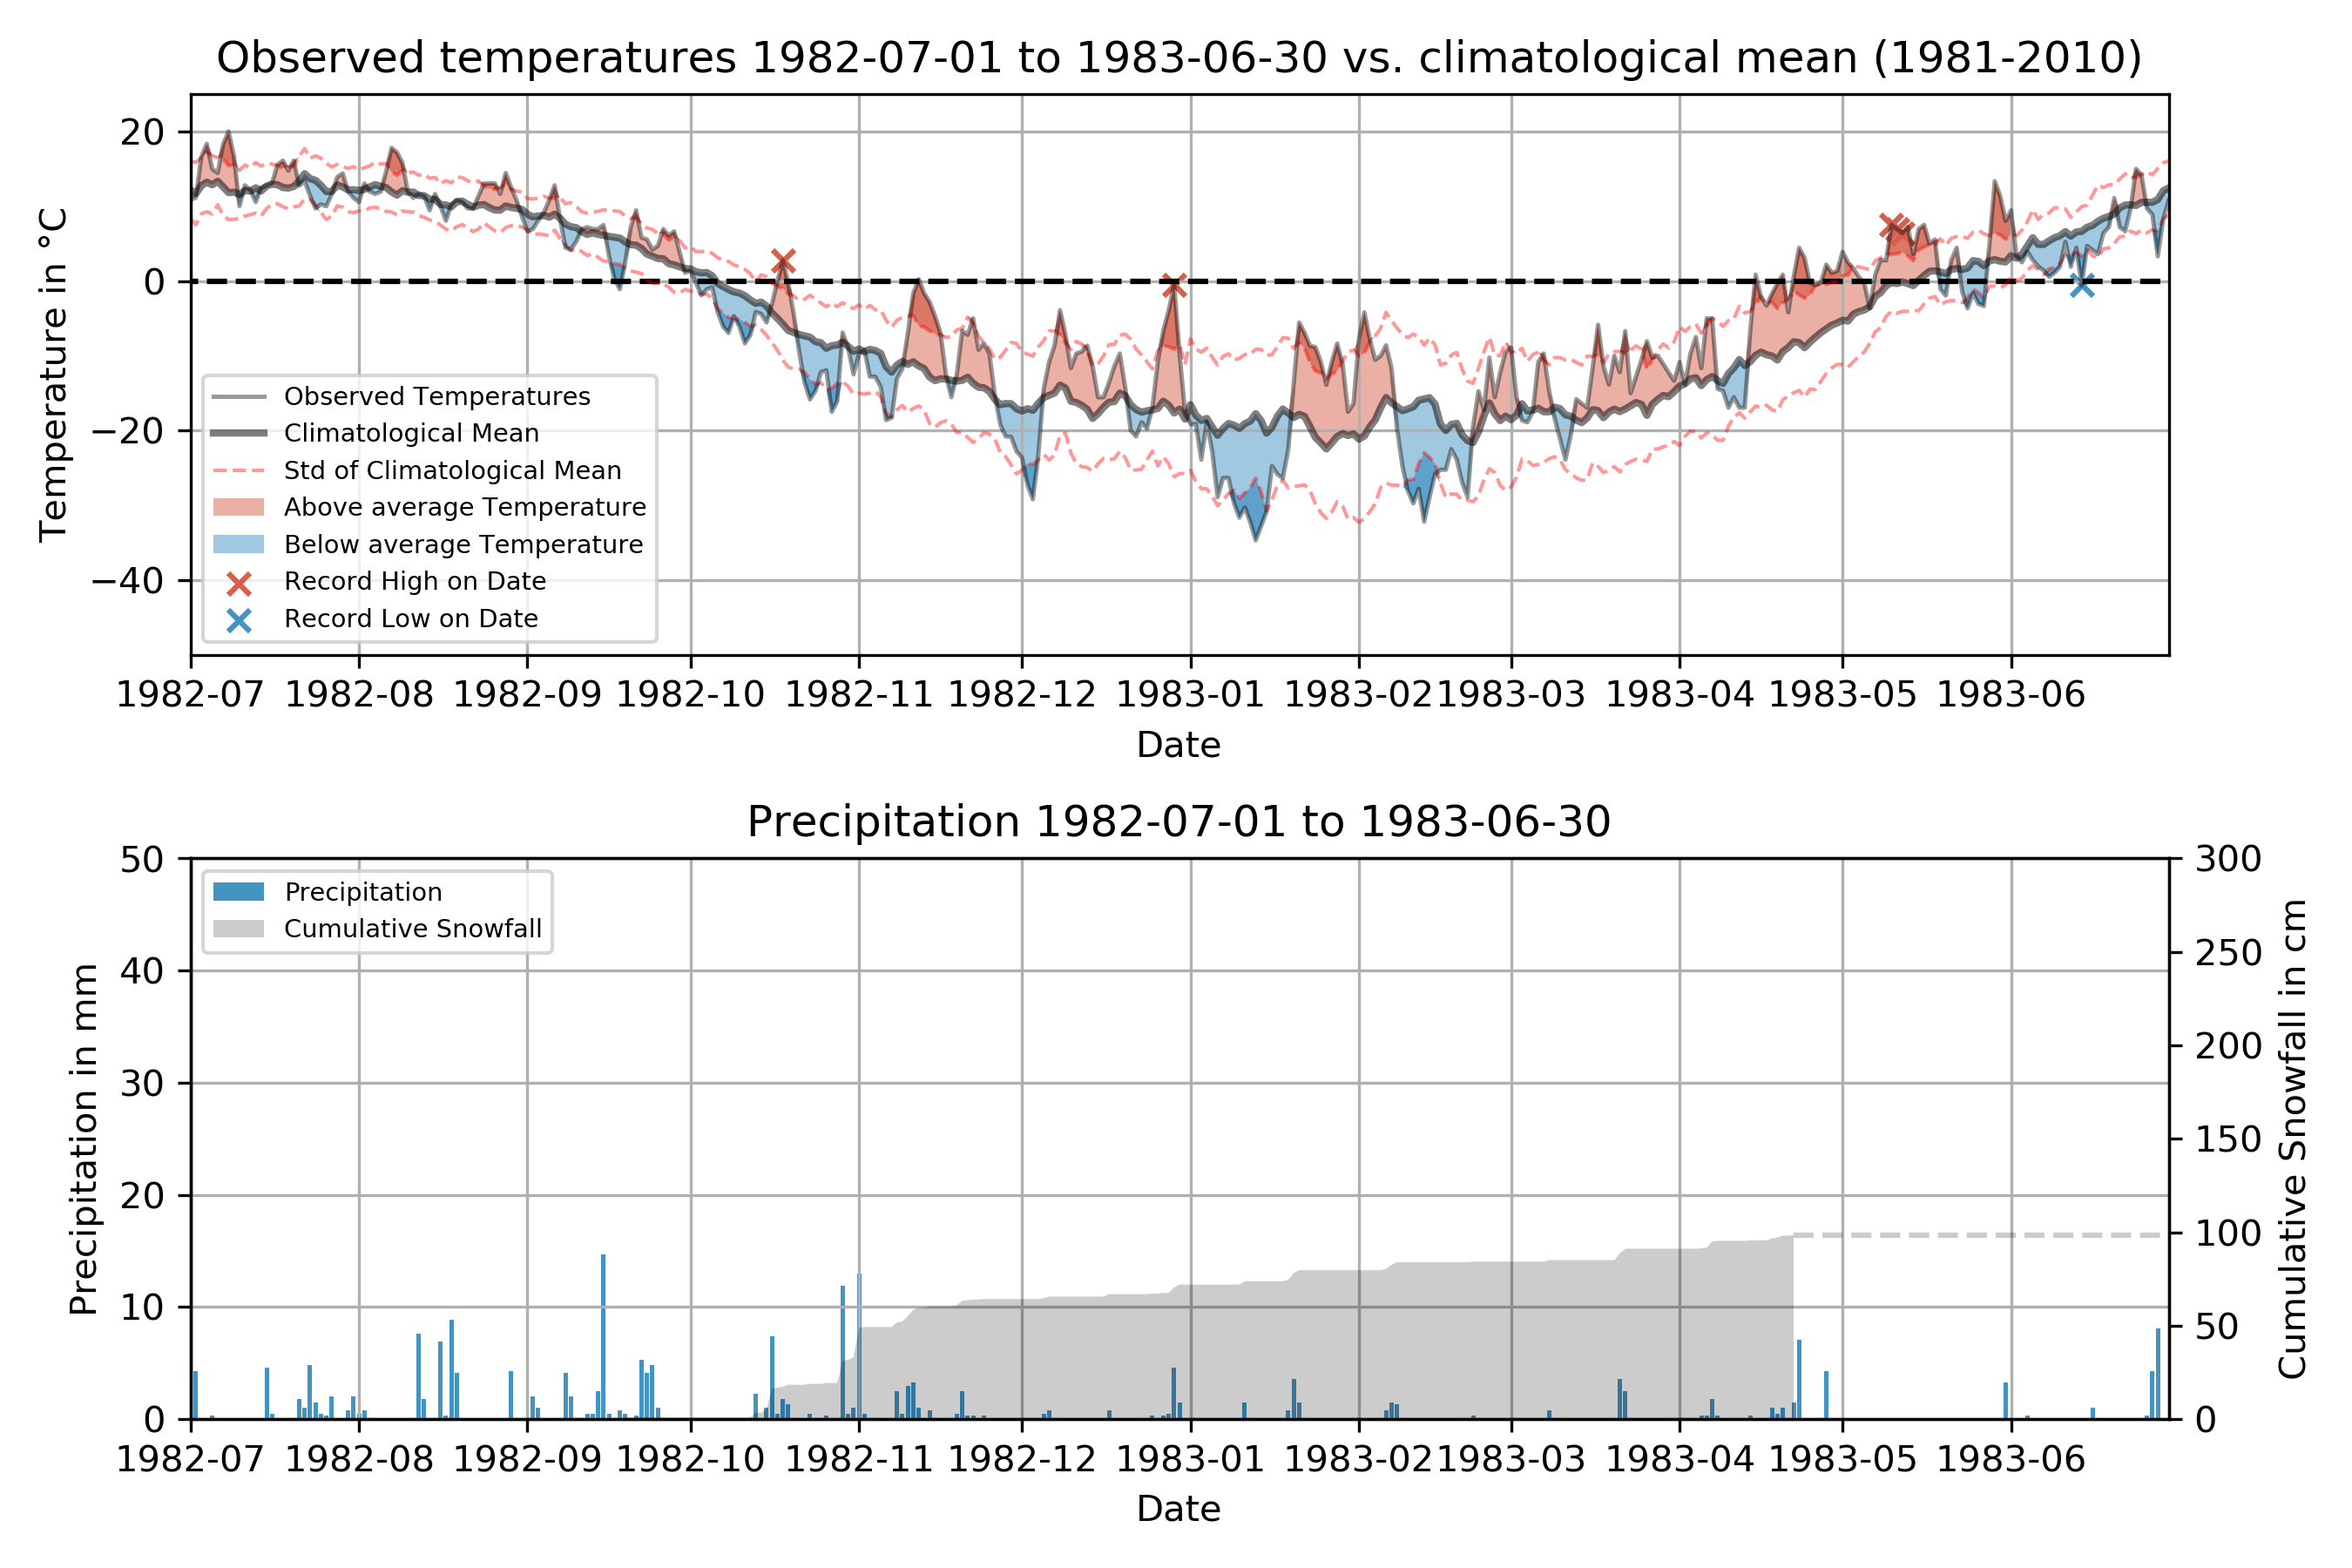 Observed temperatures 1982-07-01 to 1983-06-30 vs. climatological mean (1981-2010)
Temperature in °C
20
0
−20
−40
Observed Temperatures
Climatological Mean
Std of Climatological Mean
Above average Temperature
Below average Temperature
Record High on Date
Record Low on Date
1982-07 1982-08 1982-09 1982-10 1982-11 1982-12 1983-01 1983-02 1983-03 1983-04 1983-05 1983-06
Date
Precipitation 1982-07-01 to 1983-06-30
Precipitation in mm
50
40
30
20
10
0
Precipitation
Cumulative Snowfall
300
250
200
150
100
50
0
Cumulative Snowfall in cm
1982-07 1982-08 1982-09 1982-10 1982-11 1982-12 1983-01 1983-02 1983-03 1983-04 1983-05 1983-06
Date